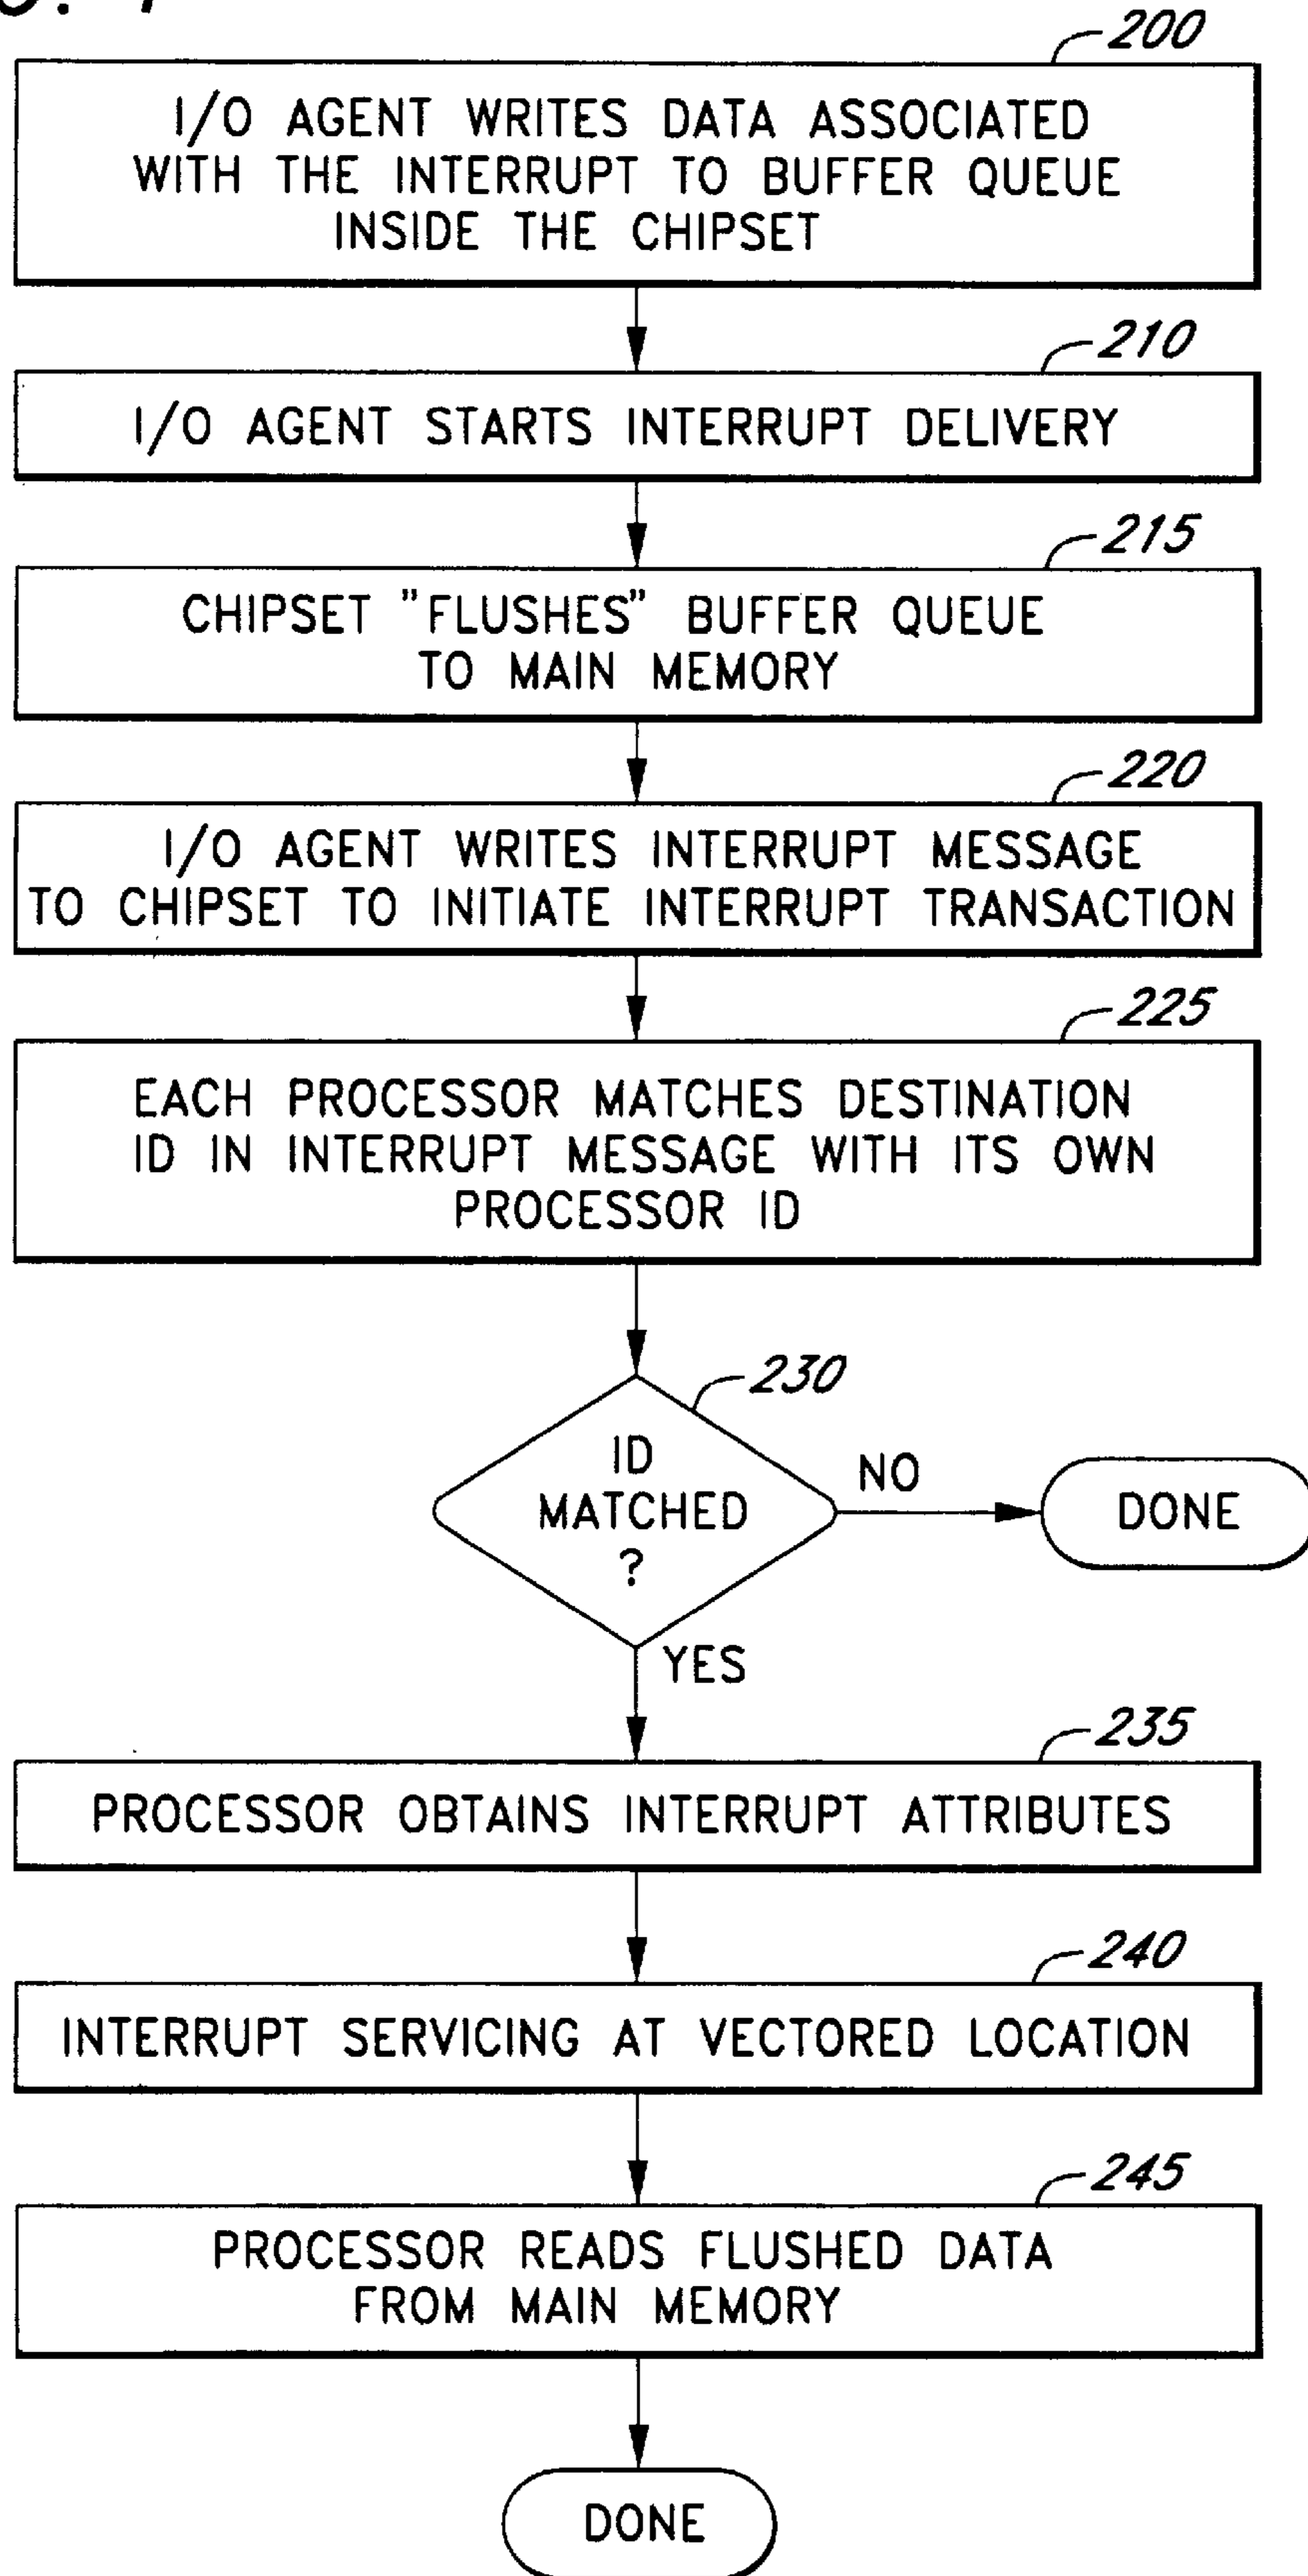 200
I/O AGENT WRITES DATA ASSOCIATED
WITH THE INTERRUPT TO BUFFER QUEUE
INSIDE THE CHIPSET
210
I/O AGENT STARTS INTERRUPT DELIVERY
215
CHIPSET "FLUSHES" BUFFER QUEUE
TO MAIN MEMORY
220
I/O AGENT WRITES INTERRUPT MESSAGE
TO CHIPSET TO INITIATE INTERRUPT TRANSACTION
225
EACH PROCESSOR MATCHES DESTINATION
ID IN INTERRUPT MESSAGE WITH ITS OWN
PROCESSOR ID
230
ID
MATCHED
?
NO
DONE
YES
235
PROCESSOR OBTAINS INTERRUPT ATTRIBUTES
240
INTERRUPT SERVICING AT VECTORED LOCATION
245
PROCESSOR READS FLUSHED DATA
FROM MAIN MEMORY
DONE